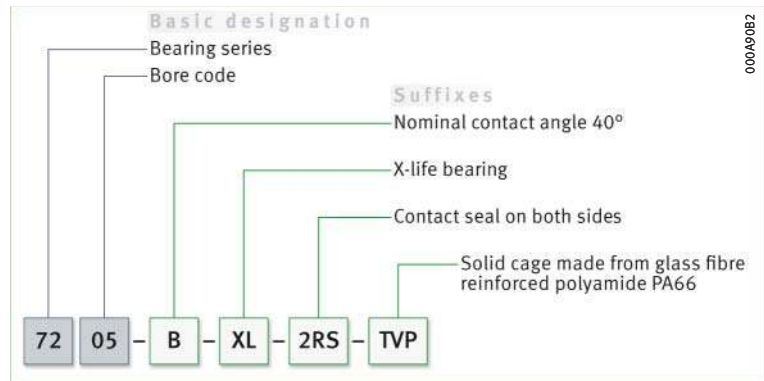 Basic designation
Bearing series
Bore code
Suffixes
Nominal contact angle 40°
X-life bearing
Contact seal on both sides
Solid cage made from glass fibre
reinforced polyamide PA66
72 05 – B – XL – 2RS – TVP
000A90B2